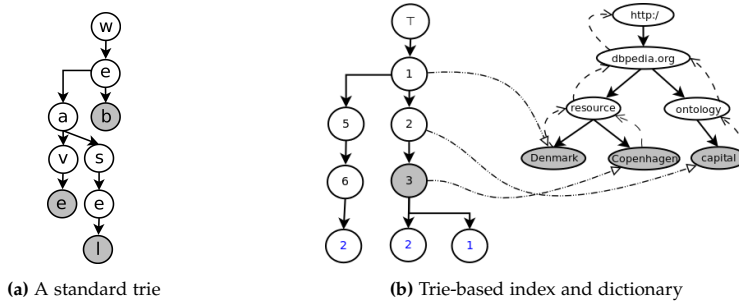 w
e
a
b
v
s
e
e
l
(a) A standard trie
⊤
1
5
2
6
3
2
2
1
http:/
dbpedia.org
resource
ontology
Denmark
Copenhagen
capital
(b) Trie-based index and dictionary